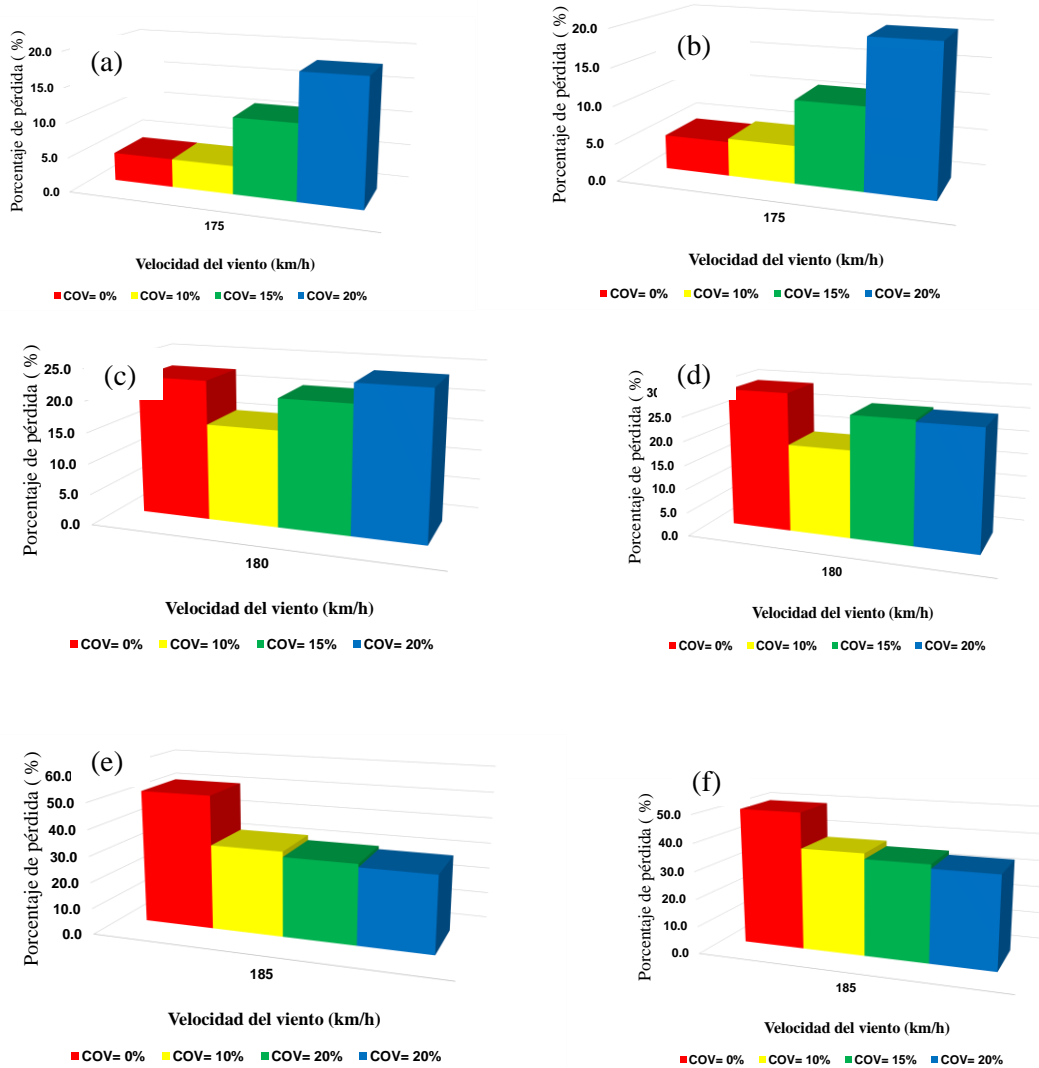 (a)
Porcentaje de pérdida ( %)
20.0
15.0
10.0
5.0
0.0
175
Velocidad del viento (km/h)
COV= 0% COV= 10% COV= 15% COV= 20%
(b)
Porcentaje de pérdida ( %)
20.0
15.0
10.0
5.0
0.0
175
Velocidad del viento (km/h)
COV= 0% COV= 10% COV= 15% COV= 20%
(c)
Porcentaje de pérdida ( %)
25.0
20.0
15.0
10.0
5.0
0.0
180
Velocidad del viento (km/h)
COV= 0% COV= 10% COV= 15% COV= 20%
(d)
Porcentaje de pérdida ( %)
25.0
20.0
15.0
10.0
5.0
0.0
180
Velocidad del viento (km/h)
COV= 0% COV= 10% COV= 15% COV= 20%
(e)
Porcentaje de pérdida ( %)
60.0
50.0
40.0
30.0
20.0
10.0
0.0
185
Velocidad del viento (km/h)
COV= 0% COV= 10% COV= 20% COV= 20%
(f)
Porcentaje de pérdida ( %)
50.0
40.0
30.0
20.0
10.0
0.0
185
Velocidad del viento (km/h)
COV= 0% COV= 10% COV= 15% COV= 20%